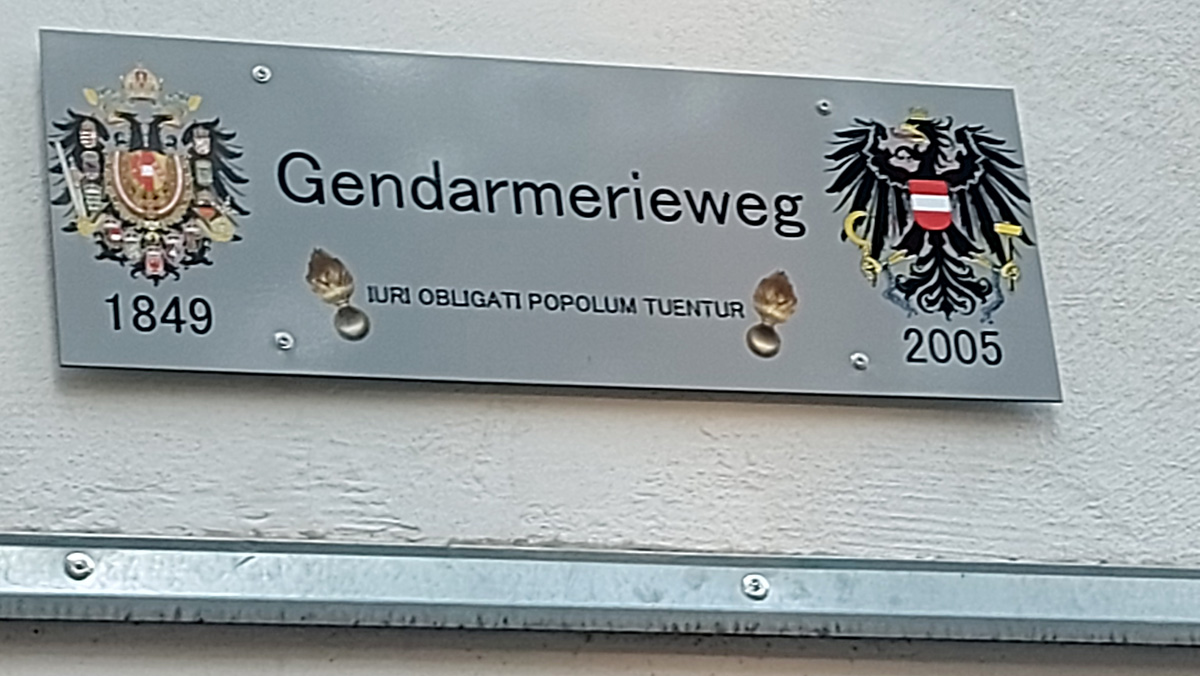 Gendarmerieweg
IURI OBLIGATI POPOLUM TUENTUR
1849
2005